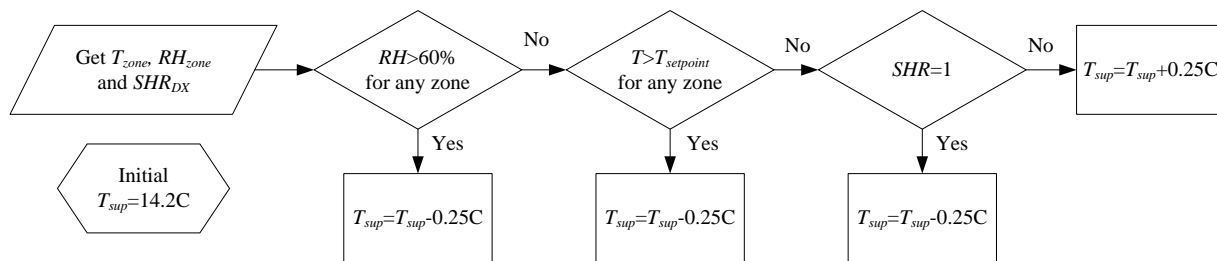 Get T_zone, RH_zone
and SHR_DX
RH>60%
for any zone
No
T>T_setpoint
for any zone
No
SHR=1
No
T_sup=T_sup+0.25C
Yes
Yes
Yes
Initial
T_sup=14.2C
T_sup=T_sup-0.25C
T_sup=T_sup-0.25C
T_sup=T_sup-0.25C